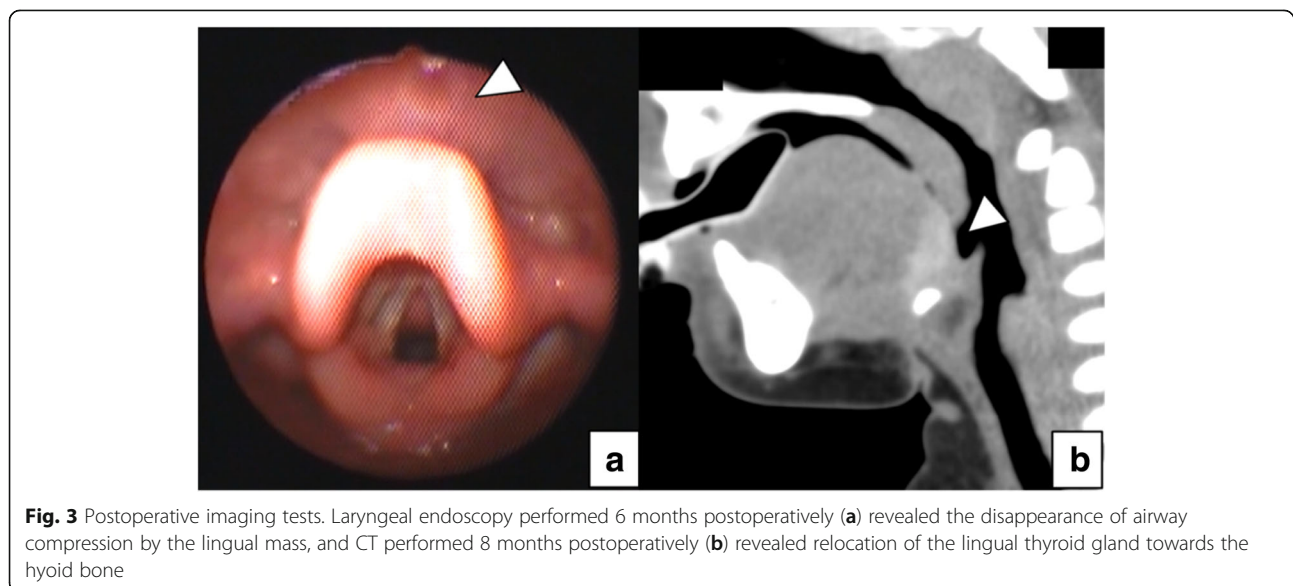 a
b
Fig. 3 Postoperative imaging tests. Laryngeal endoscopy performed 6 months postoperatively (a) revealed the disappearance of airway
compression by the lingual mass, and CT performed 8 months postoperatively (b) revealed relocation of the lingual thyroid gland towards the
hyoid bone